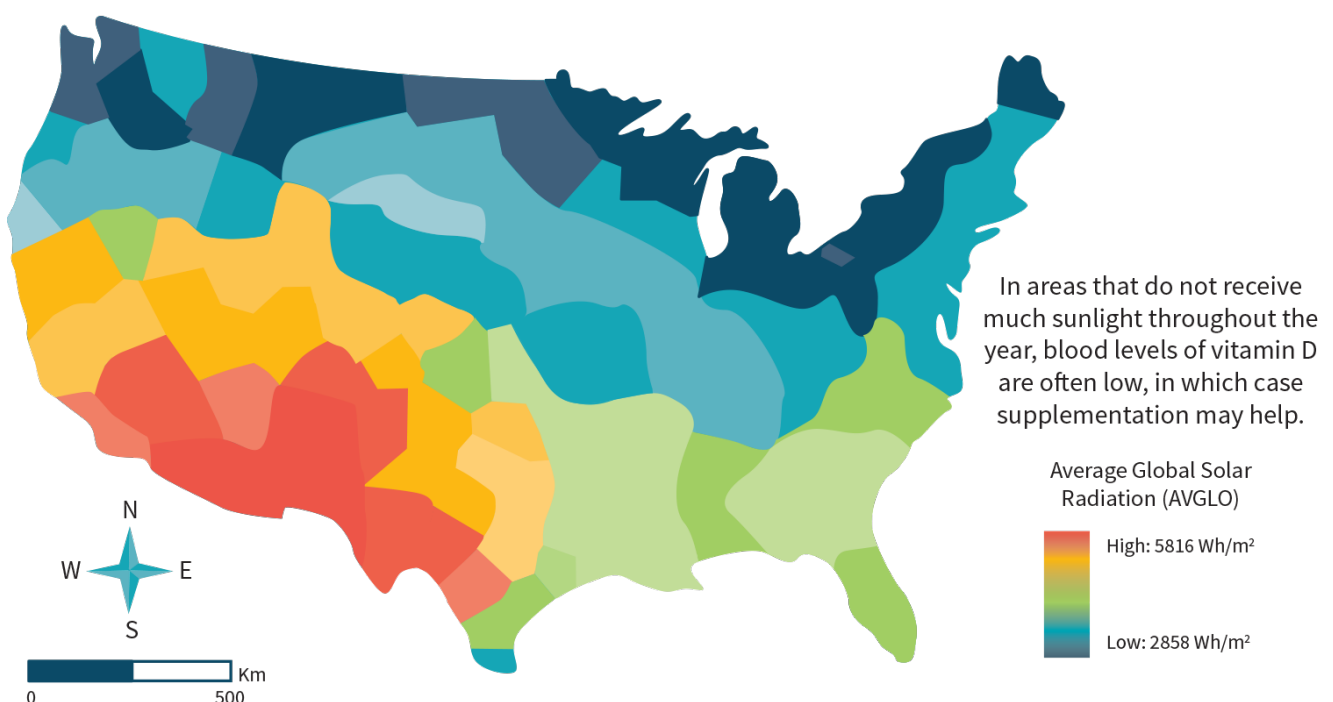 In areas that do not receive
much sunlight throughout the
year, blood levels of vitamin D
are often low, in which case
supplementation may help.
Average Global Solar
Radiation (AVGLO)
High: 5816 Wh/m²
Low: 2858 Wh/m²
N
W E
S
Km
0 500